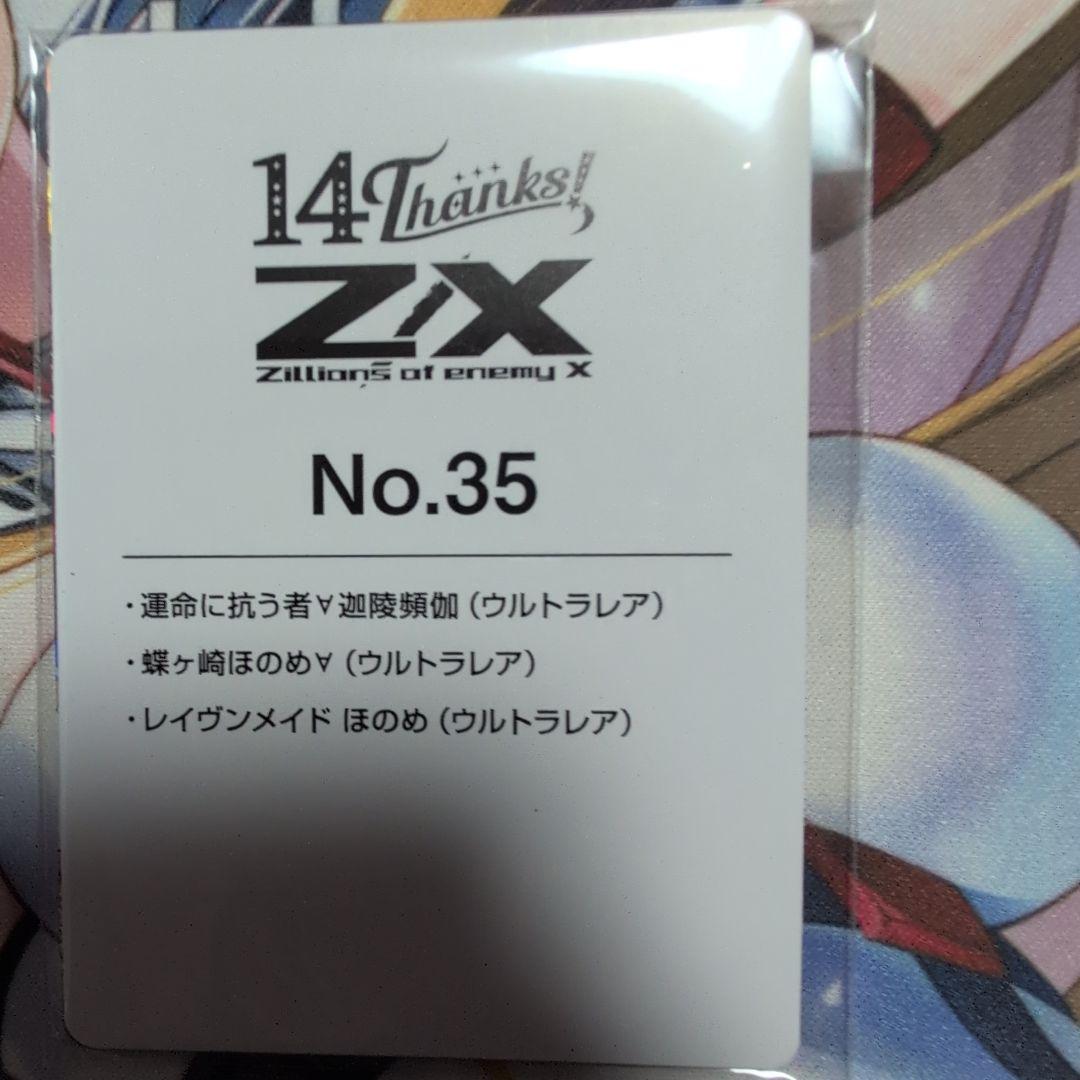 14 Thanks!
Z/X
Zillions of enemy X
No.35
・運命に抗う者∀迦陵頻伽（ウルトラレア）
・蝶ヶ崎ほのめ∀（ウルトラレア）
・レイヴンメイド ほのめ（ウルトラレア）